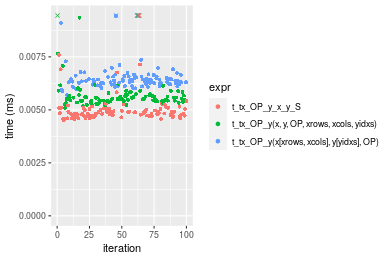 0.0075
0.0050
0.0025
0.0000
time (ms)
0 25 50 75 100
iteration
expr
t_tx_OP_y_x_y_S
t_tx_OP_y(x, y, OP, xrows, xcols, yidxs)
t_tx_OP_y(x[xrows, xcols], y[yidxs], OP)